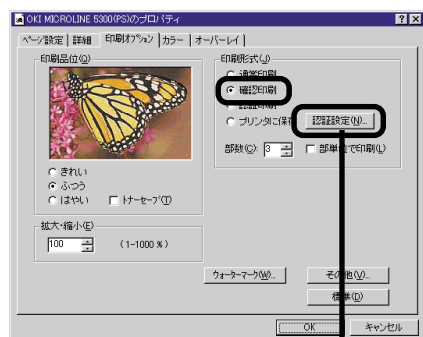 OKI MICROLINE 5300(PS)のプロパティ
ページ設定 詳細 印刷オプション カラー オーバーレイ
印刷品位(Q)
きれい
ふつう
はやい トナーセーブ(T)
拡大・縮小(E)
100 (1-1000 %)
印刷形式(J)
通常印刷
確認印刷
認証印刷
プリンタに保存 認証設定(N)...
部数(C): 3 部単位で印刷(L)
ウォーターマーク(W)... その他(V)...
標準(D)
OK キャンセル